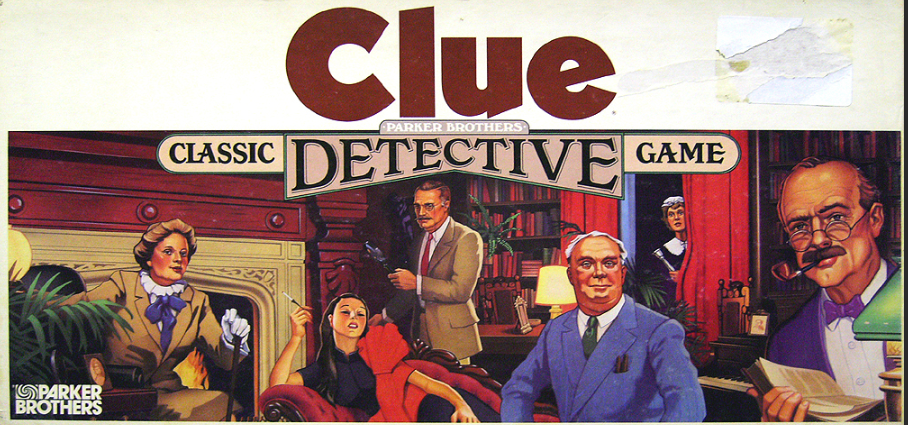 Clue
PARKER BROTHERS
CLASSIC DETECTIVE GAME
PARKER
BROTHERS